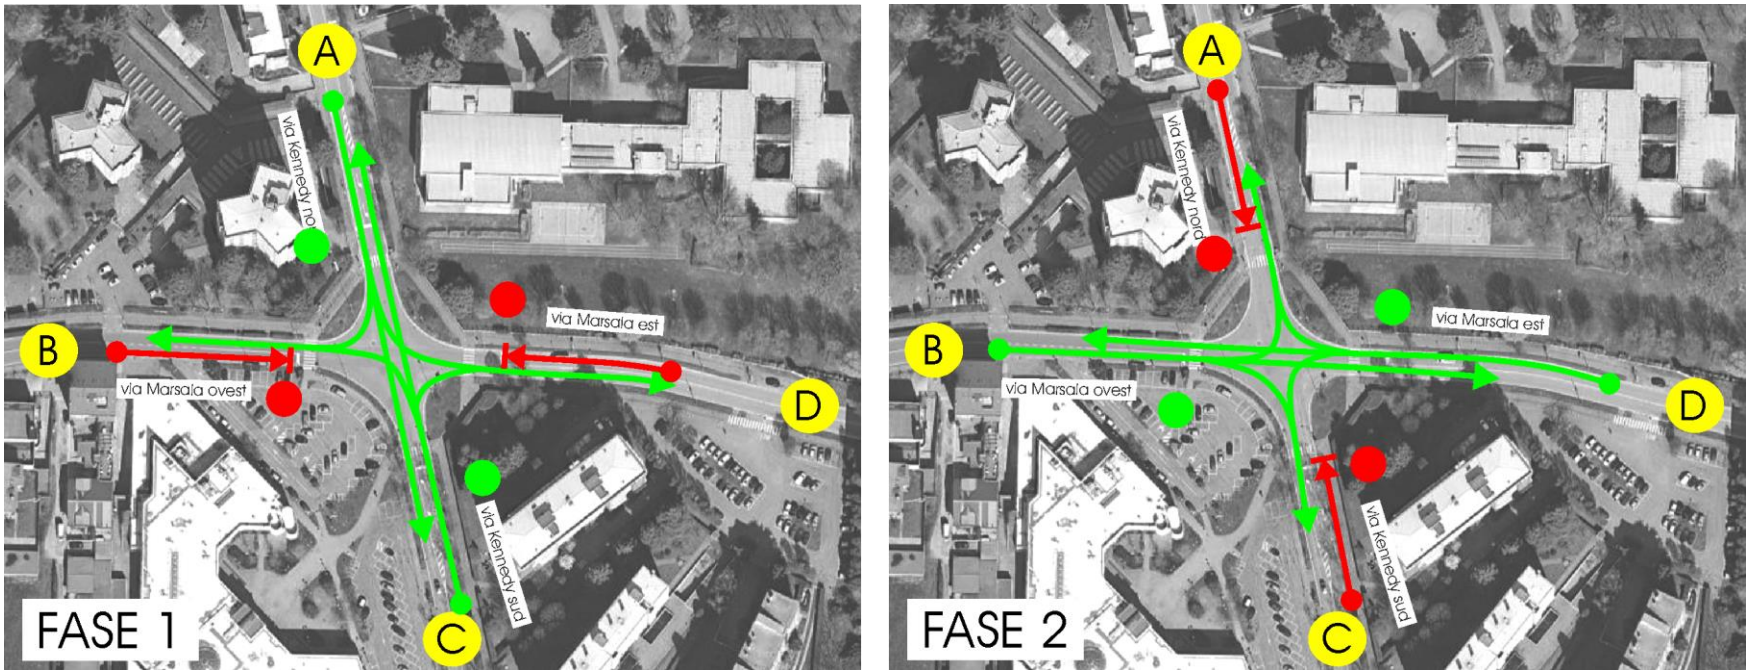 A
via Kennedy no
via Marsala est
B
via Marsala ovest
D
via Kennedy sud
C
FASE 1
A
via Kennedy nord
via Marsala est
B
via Marsala ovest
D
via Kennedy sud
C
FASE 2